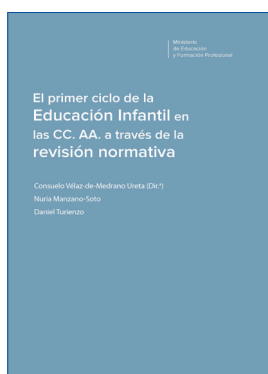 Ministerio
de Educación
y Formación Profesional
El primer ciclo de la
Educación Infantil en
las CC. AA. a través de la
revisión normativa
Consuelo Vélaz-de-Medrano Ureta (Dir.ª)
Nuria Manzano-Soto
Daniel Turienzo